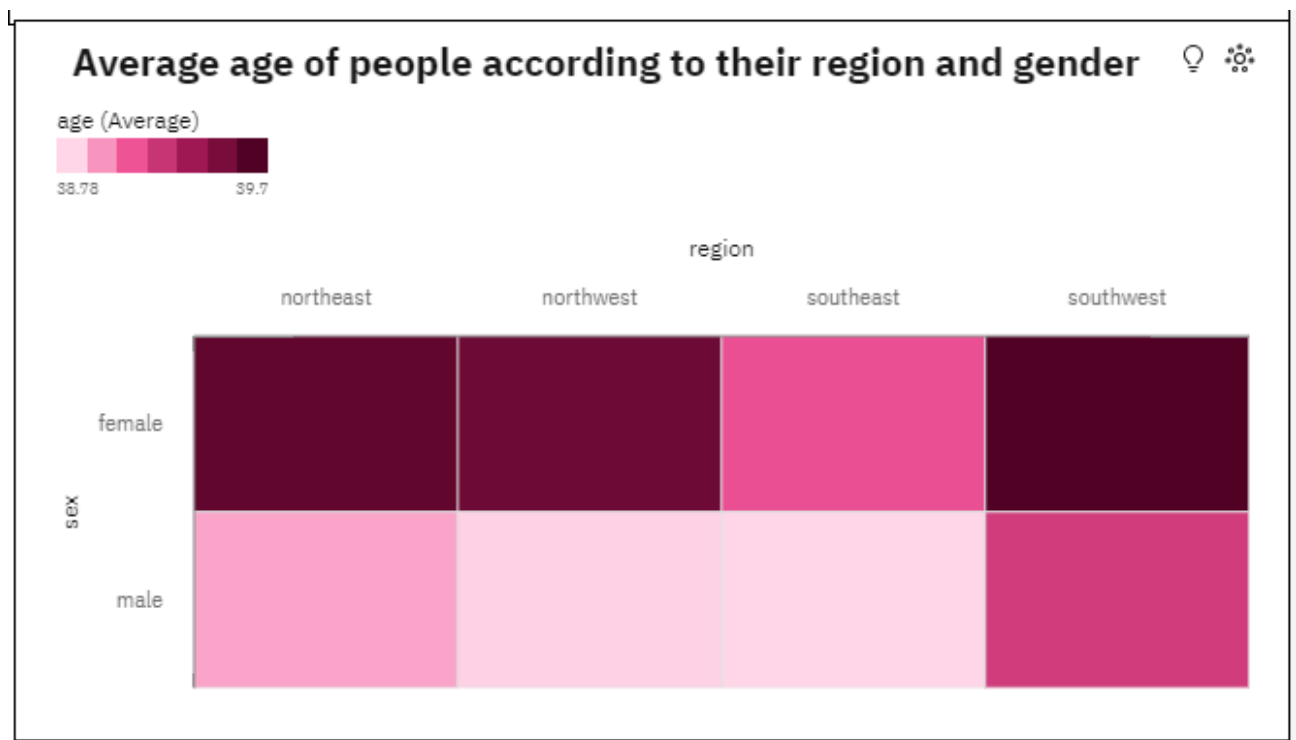 Average age of people according to their region and gender
age (Average)
38.78 39.7
region
northeast northwest southeast southwest
female
sex
male